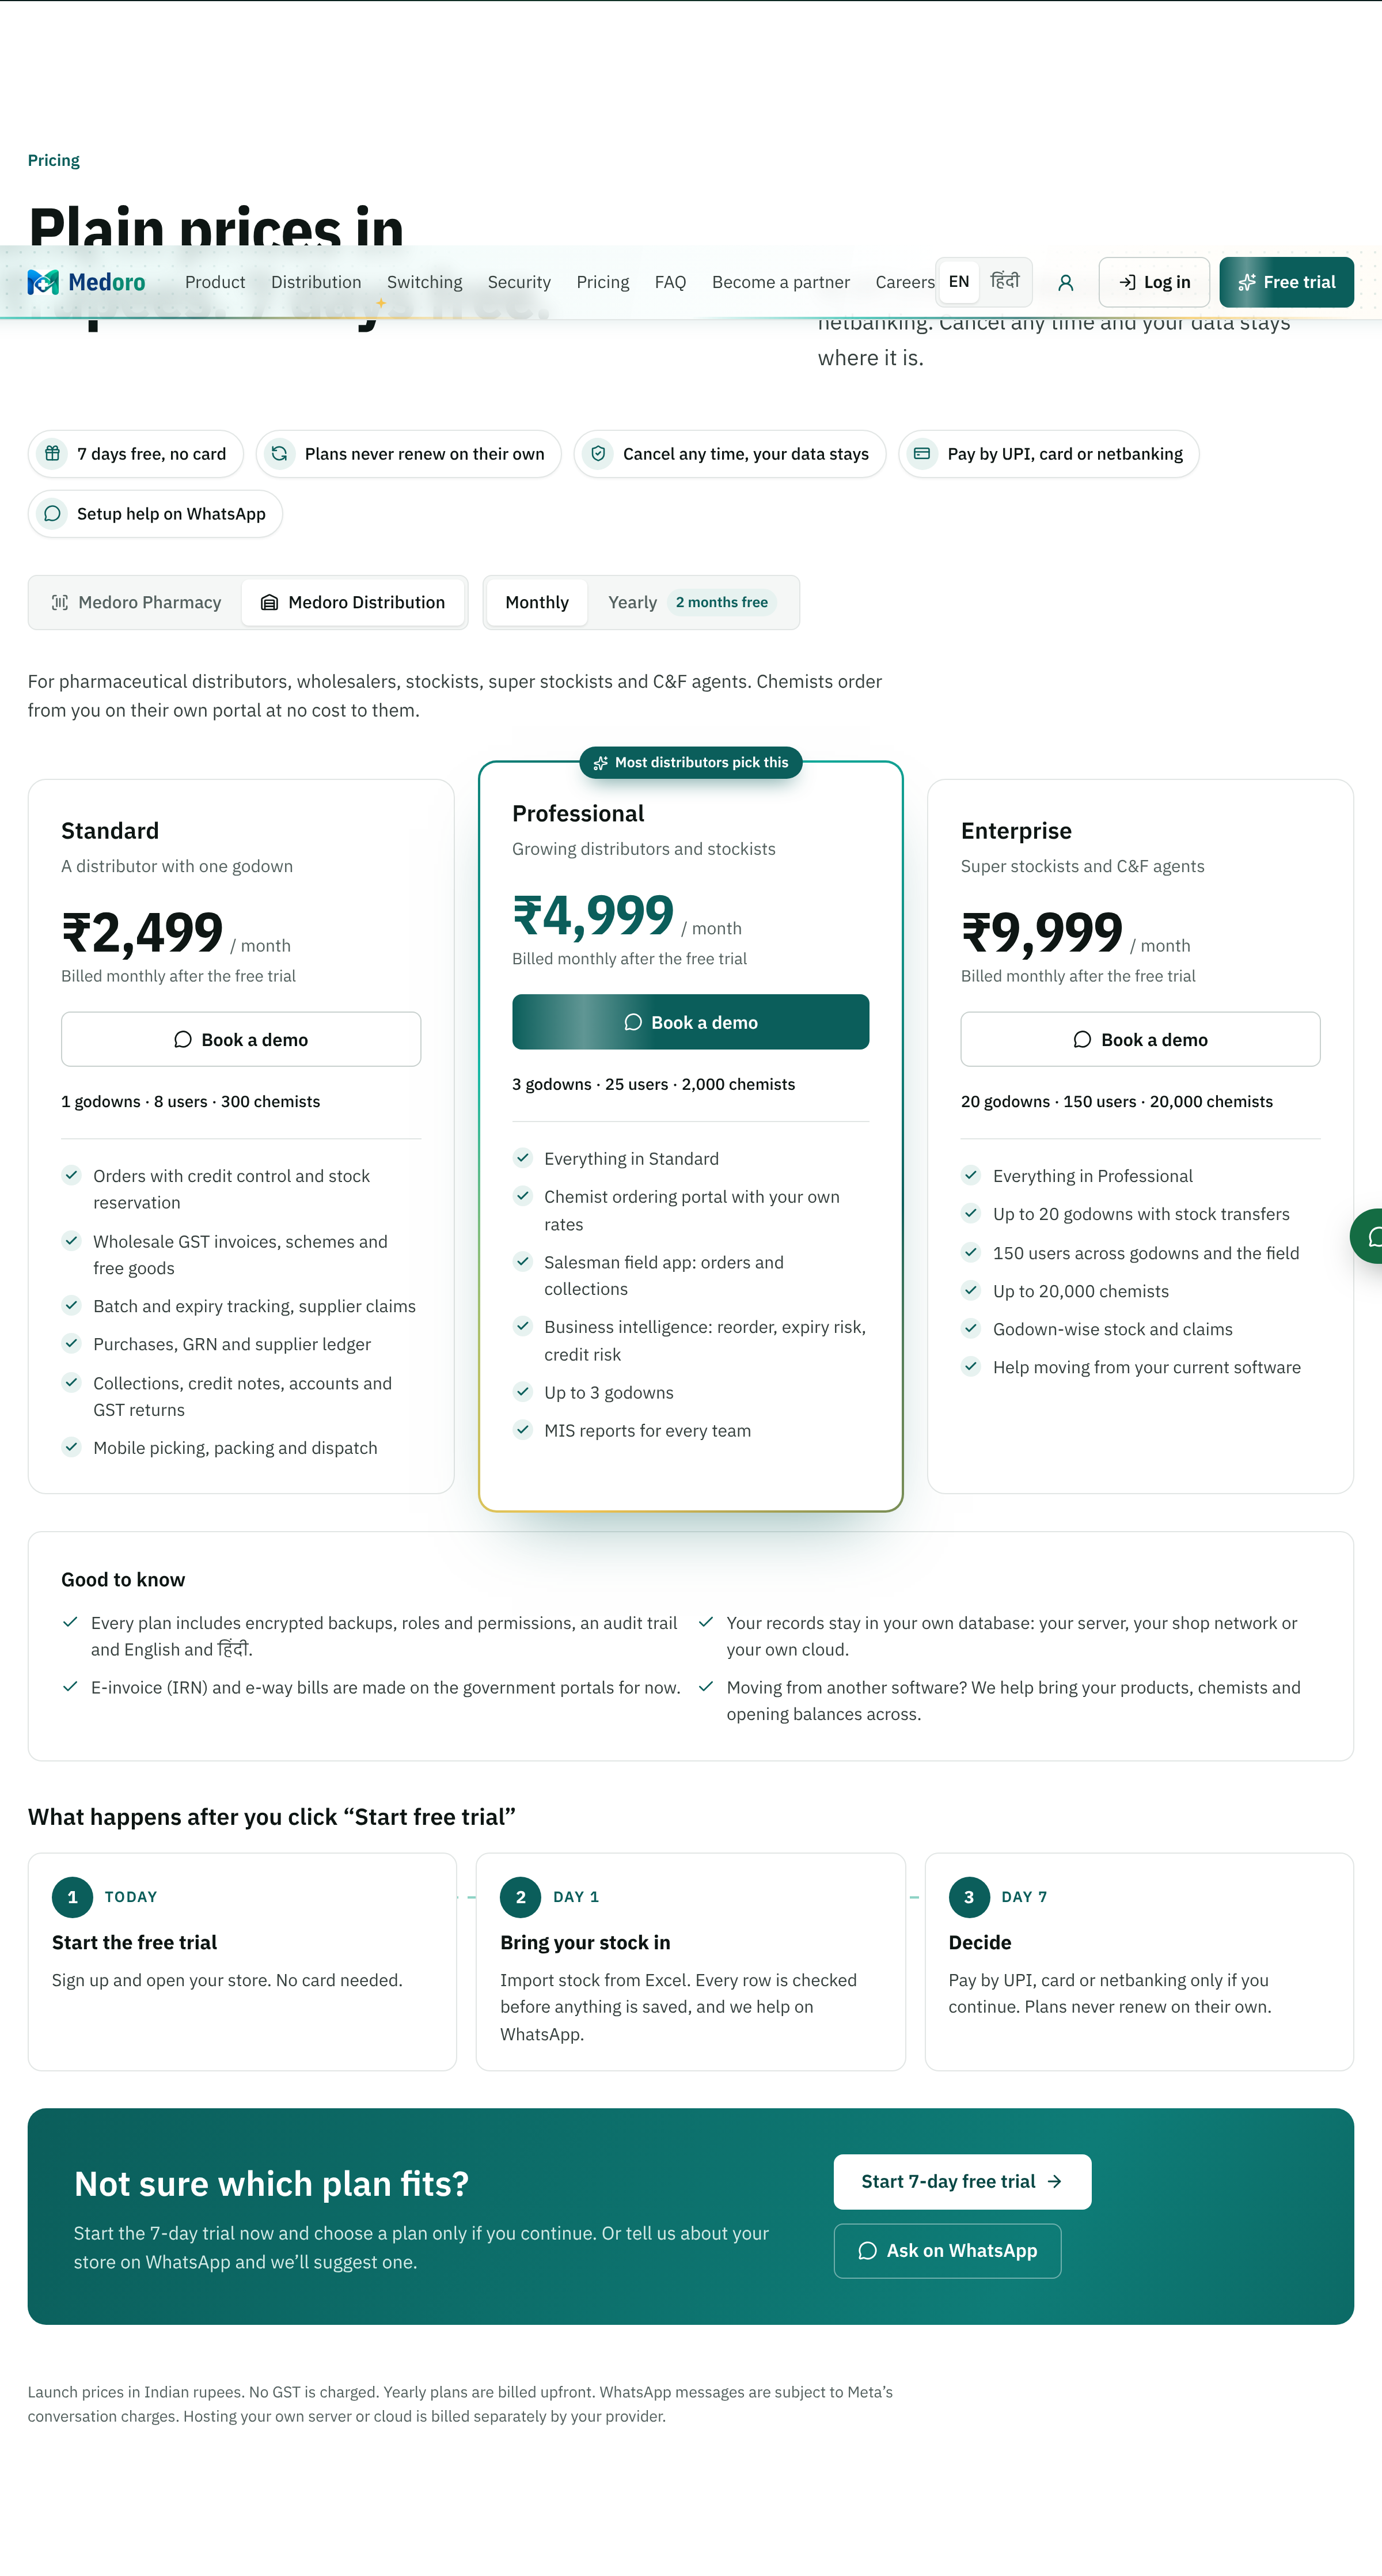 Pricing
Plain prices in
Medoro
Product
Distribution
Switching
Security
Pricing
FAQ
Become a partner
Careers
EN
हिंदी
Log in
Free trial
netbanking. Cancel any time and your data stays
where it is.
7 days free, no card
Plans never renew on their own
Cancel any time, your data stays
Pay by UPI, card or netbanking
Setup help on WhatsApp
Medoro Pharmacy
Medoro Distribution
Monthly
Yearly
2 months free
For pharmaceutical distributors, wholesalers, stockists, super stockists and C&F agents. Chemists order
from you on their own portal at no cost to them.
Standard
A distributor with one godown
₹2,499 / month
Billed monthly after the free trial
Book a demo
1 godowns · 8 users · 300 chemists
Orders with credit control and stock
reservation
Wholesale GST invoices, schemes and
free goods
Batch and expiry tracking, supplier claims
Purchases, GRN and supplier ledger
Collections, credit notes, accounts and
GST returns
Mobile picking, packing and dispatch
Most distributors pick this
Professional
Growing distributors and stockists
₹4,999 / month
Billed monthly after the free trial
Book a demo
3 godowns · 25 users · 2,000 chemists
Everything in Standard
Chemist ordering portal with your own
rates
Salesman field app: orders and
collections
Business intelligence: reorder, expiry risk,
credit risk
Up to 3 godowns
MIS reports for every team
Enterprise
Super stockists and C&F agents
₹9,999 / month
Billed monthly after the free trial
Book a demo
20 godowns · 150 users · 20,000 chemists
Everything in Professional
Up to 20 godowns with stock transfers
150 users across godowns and the field
Up to 20,000 chemists
Godown-wise stock and claims
Help moving from your current software
Good to know
Every plan includes encrypted backups, roles and permissions, an audit trail
and English and हिंदी.
E-invoice (IRN) and e-way bills are made on the government portals for now.
Your records stay in your own database: your server, your shop network or
your own cloud.
Moving from another software? We help bring your products, chemists and
opening balances across.
What happens after you click “Start free trial”
1 TODAY
Start the free trial
Sign up and open your store. No card needed.
2 DAY 1
Bring your stock in
Import stock from Excel. Every row is checked
before anything is saved, and we help on
WhatsApp.
3 DAY 7
Decide
Pay by UPI, card or netbanking only if you
continue. Plans never renew on their own.
Not sure which plan fits?
Start the 7-day trial now and choose a plan only if you continue. Or tell us about your
store on WhatsApp and we’ll suggest one.
Start 7-day free trial
Ask on WhatsApp
Launch prices in Indian rupees. No GST is charged. Yearly plans are billed upfront. WhatsApp messages are subject to Meta’s
conversation charges. Hosting your own server or cloud is billed separately by your provider.